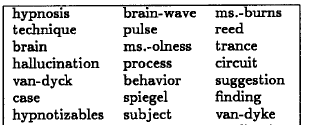 hypnosis brain-wave ms.-burns
technique pulse reed
brain ms.-olness trance
hallucination process circuit
van-dyck behavior suggestion
case spiegel finding
hypnotizables subject van-dyke